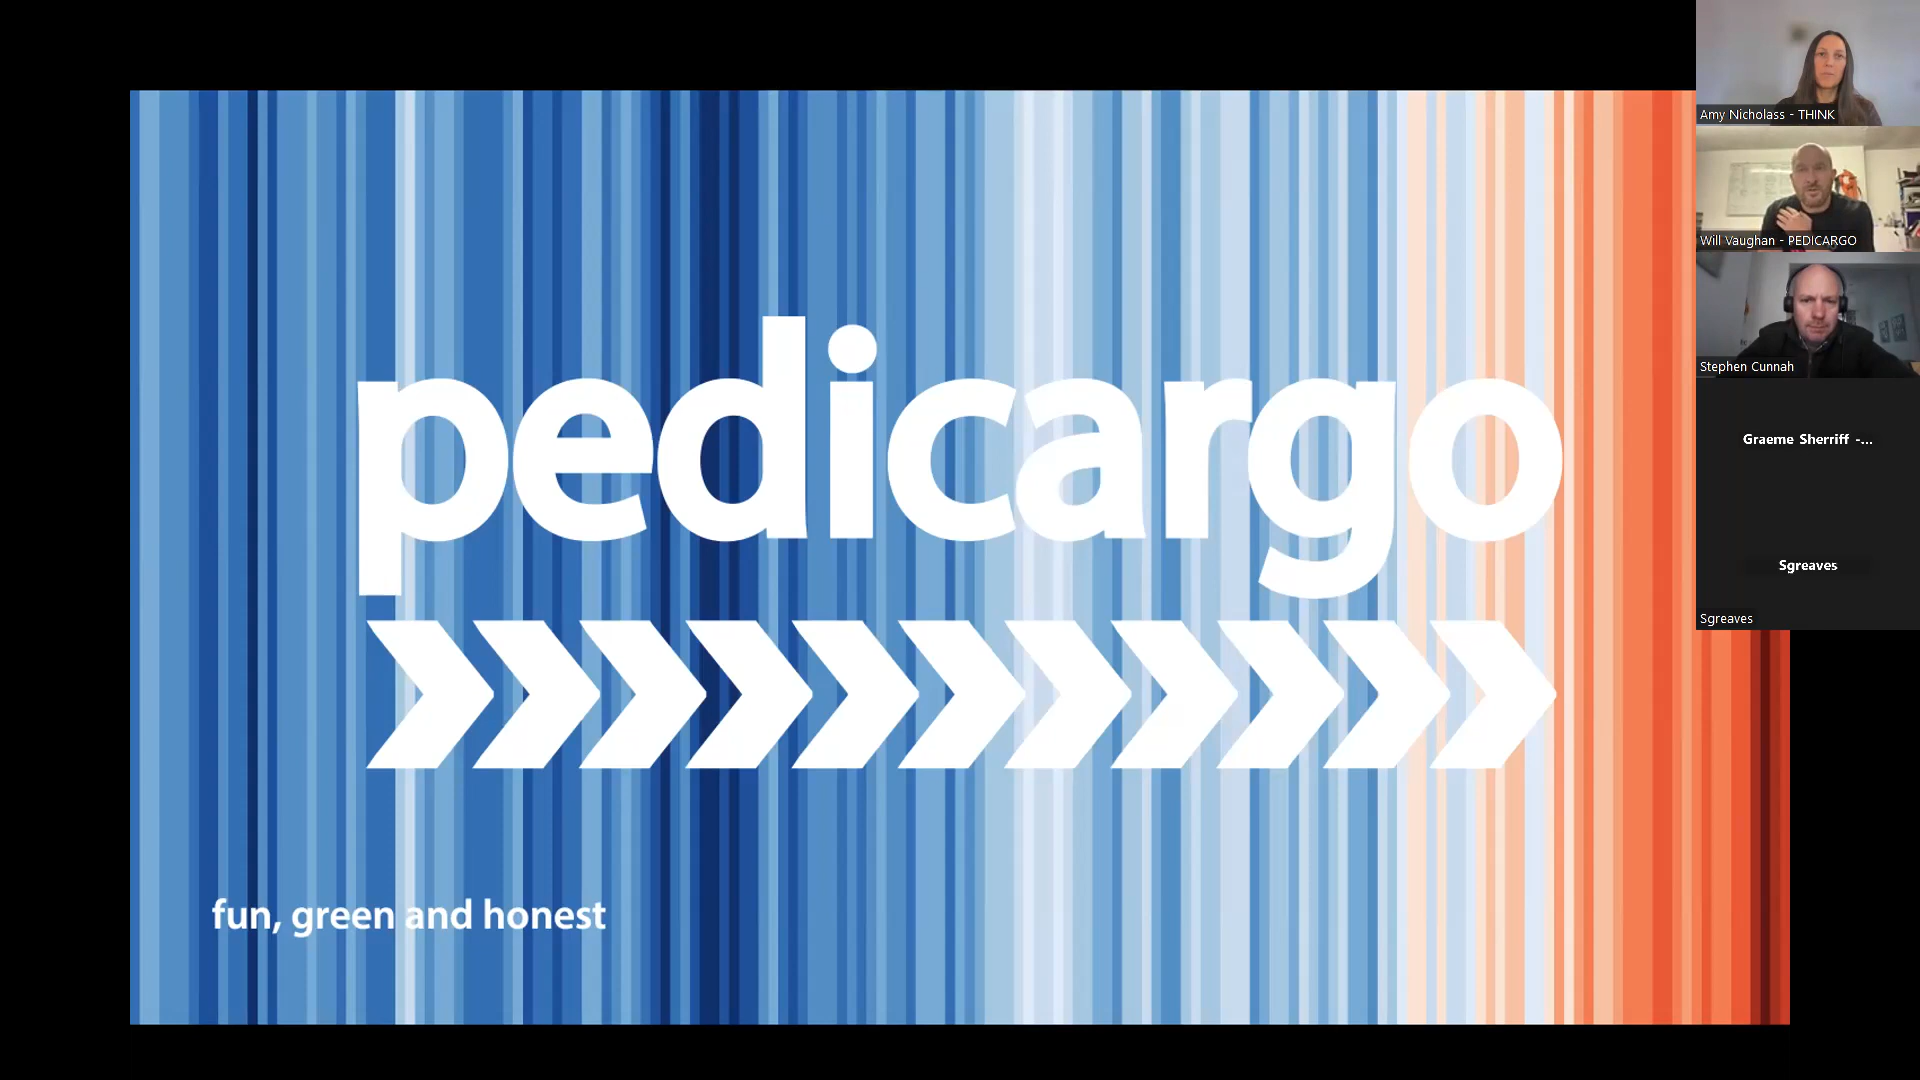 pedicargo
fun, green and honest
Amy Nicholass - THINK
Will Vaughan - PEDICARGO
Stephen Cunnah
Graeme Sherriff -...
Sgreaves
Sgreaves